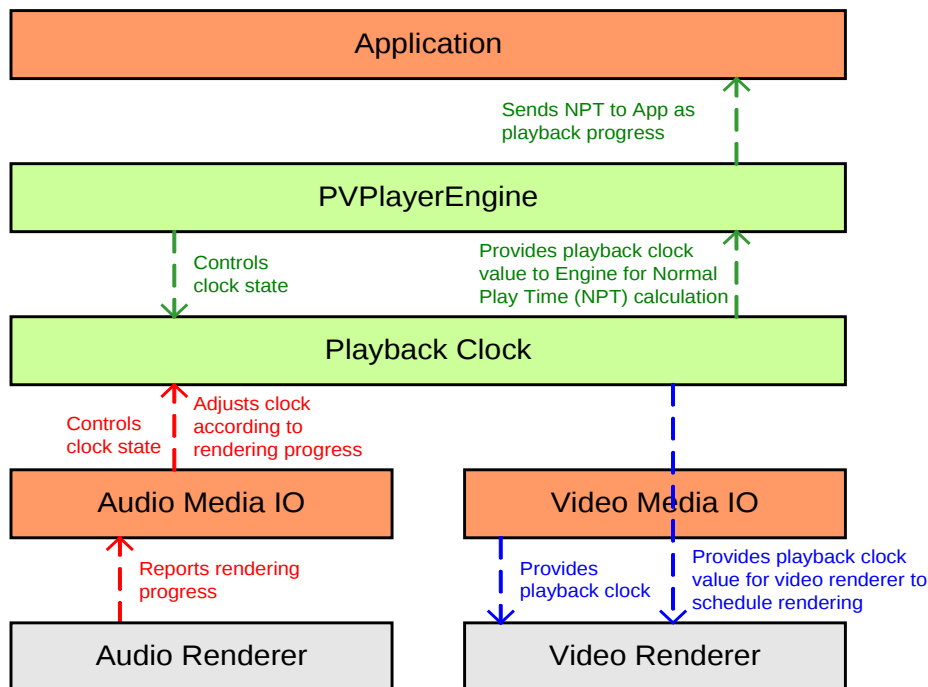 Application
Sends NPT to App as
playback progress
PVPlayerEngine
Controls
clock state
Provides playback clock
value to Engine for Normal
Play Time (NPT) calculation
Playback Clock
Controls
clock state
Adjusts clock
according to
rendering progress
Audio Media IO
Video Media IO
Reports rendering
progress
Provides
playback clock
Provides playback clock
value for video renderer to
schedule rendering
Audio Renderer
Video Renderer